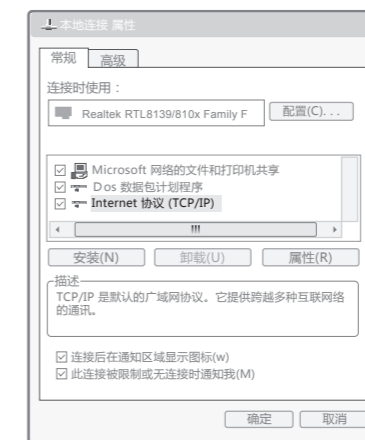 本地连接 属性
常规 高级
连接时使用：
Realtek RTL8139/810x Family F 配置(C). . .
Microsoft 网络的文件和打印机共享
Dos 数据包计划程序
Internet 协议 (TCP/IP)
安装(N) 卸载(U) 属性(R)
描述
TCP/IP 是默认的广域网协议。它提供跨越多种互联网络
的通讯。
连接后在通知区域显示图标(w)
此连接被限制或无连接时通知我(M)
确定 取消